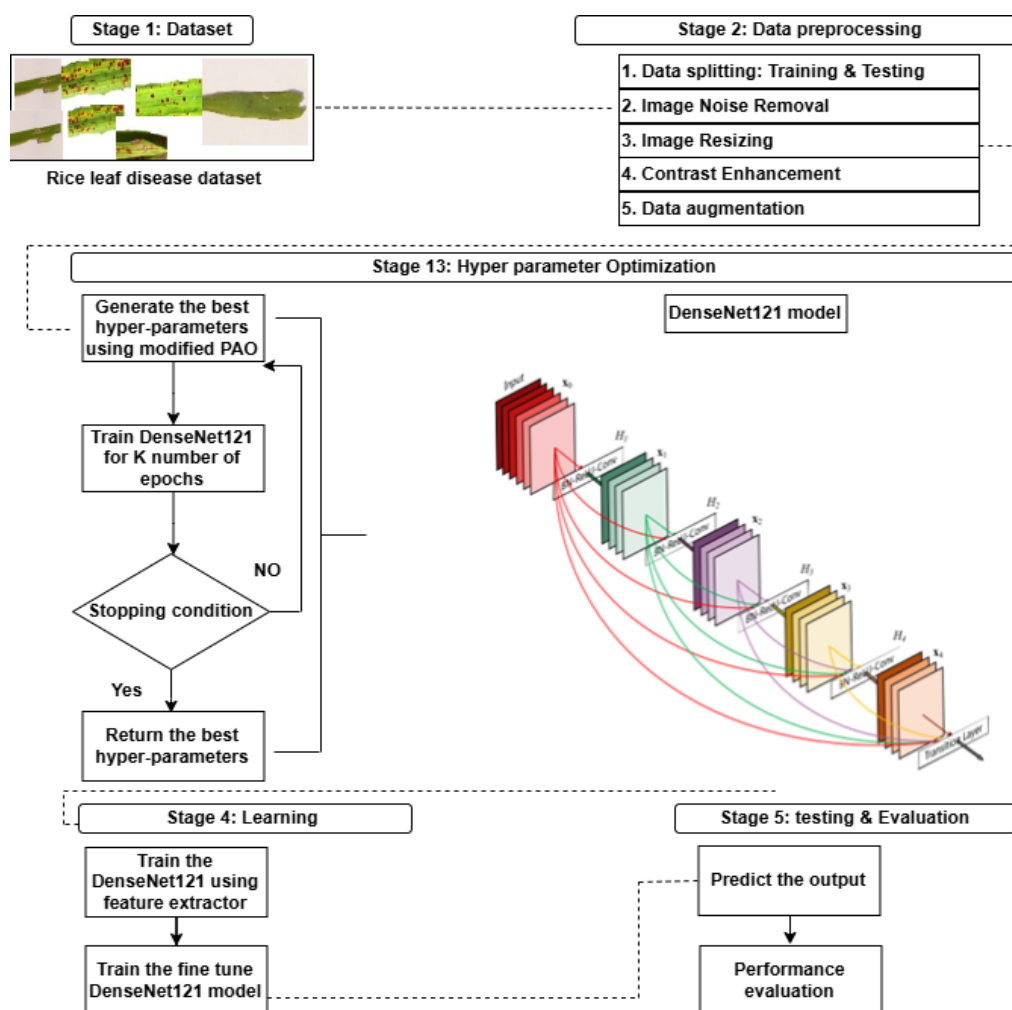 Stage 1: Dataset
Stage 2: Data preprocessing
1. Data splitting: Training & Testing
2. Image Noise Removal
3. Image Resizing
4. Contrast Enhancement
5. Data augmentation
Rice leaf disease dataset
Stage 13: Hyper parameter Optimization
Generate the best
hyper-parameters
using modified PAO
Train DenseNet121
for K number of
epochs
Stopping condition
NO
Yes
Return the best
hyper-parameters
DenseNet121 model
Input
x0
H1
BN-ReLU-Conv
x1
H2
BN-ReLU-Conv
x2
H3
BN-ReLU-Conv
x3
H4
BN-ReLU-Conv
x4
Transition Layer
Stage 4: Learning
Train the
DenseNet121 using
feature extractor
Train the fine tune
DenseNet121 model
Stage 5: testing & Evaluation
Predict the output
Performance
evaluation